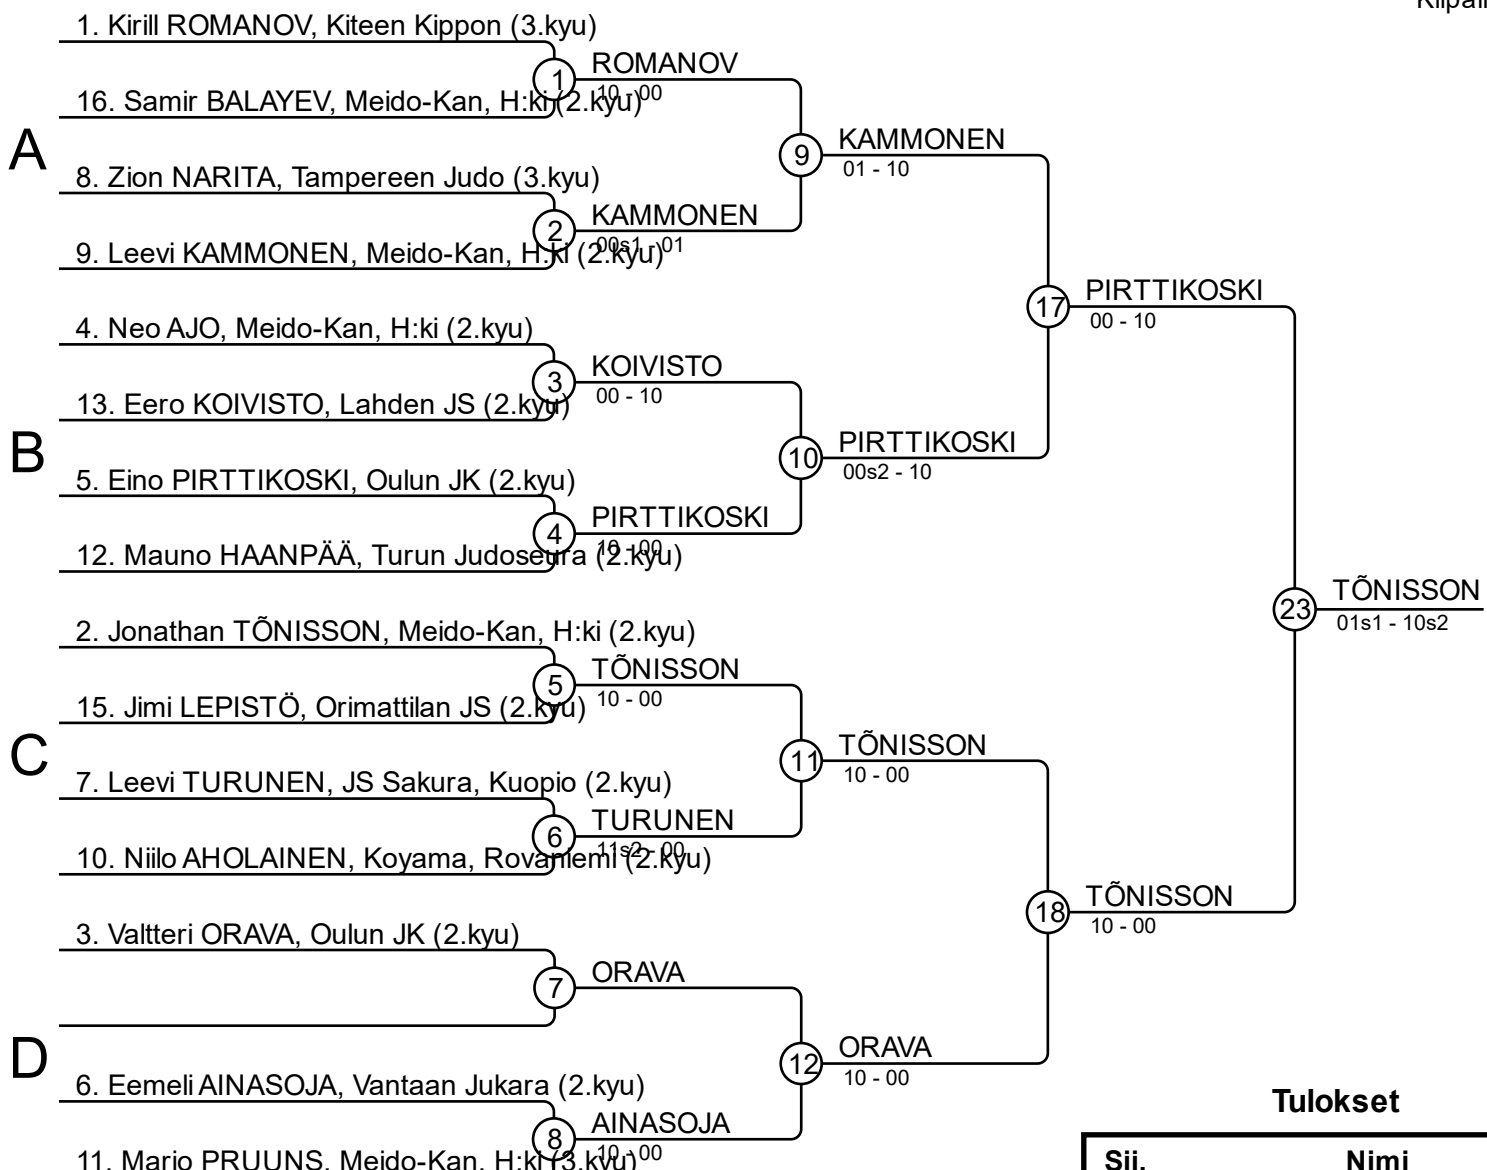 1. Kirill ROMANOV, Kiteen Kippon (3.kyu)
1
ROMANOV
10 - 00
16. Samir BALAYEV, Meido-Kan, H:ki (2.kyu)
A
9
KAMMONEN
01 - 10
8. Zion NARITA, Tampereen Judo (3.kyu)
2
KAMMONEN
00s1 - 01
9. Leevi KAMMONEN, Meido-Kan, H:ki (2.kyu)
17
PIRTTIKOSKI
00 - 10
4. Neo AJO, Meido-Kan, H:ki (2.kyu)
3
KOIVISTO
00 - 10
13. Eero KOIVISTO, Lahden JS (2.kyu)
B
10
PIRTTIKOSKI
00s2 - 10
5. Eino PIRTTIKOSKI, Oulun JK (2.kyu)
4
PIRTTIKOSKI
10 - 00
12. Mauno HAANPÄÄ, Turun Judoseura (2.kyu)
23
TÕNISSON
01s1 - 10s2
2. Jonathan TÕNISSON, Meido-Kan, H:ki (2.kyu)
5
TÕNISSON
10 - 00
15. Jimi LEPISTÖ, Orimattilan JS (2.kyu)
C
11
TÕNISSON
10 - 00
7. Leevi TURUNEN, JS Sakura, Kuopio (2.kyu)
6
TURUNEN
11s2 - 00
10. Niilo AHOLAINEN, Koyama, Rovaniemi (2.kyu)
18
TÕNISSON
10 - 00
3. Valtteri ORAVA, Oulun JK (2.kyu)
7
ORAVA
D
12
ORAVA
10 - 00
6. Eemeli AINASOJA, Vantaan Jukara (2.kyu)
8
AINASOJA
10 - 00
11. Mario PRUUNS, Meido-Kan, H:ki (3.kyu)
Tulokset
Sij. Nimi